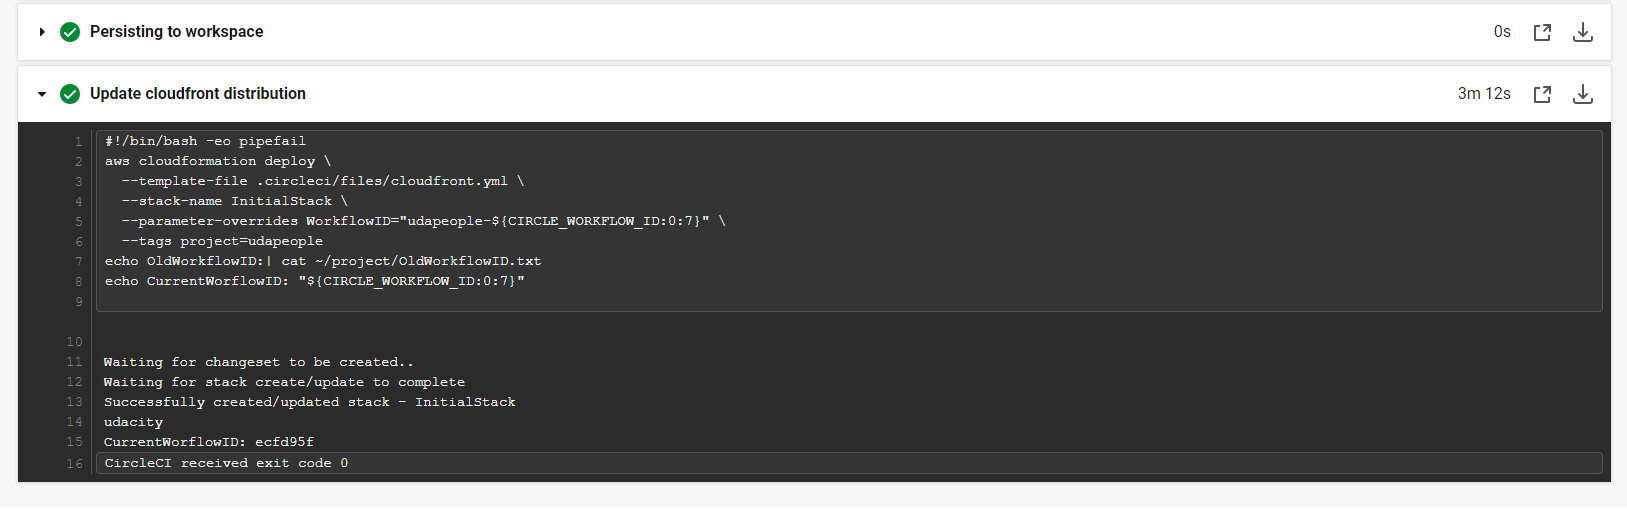 Persisting to workspace 0s
Update cloudfront distribution 3m 12s
1 #!/bin/bash -eo pipefail
2 aws cloudformation deploy \
3 --template-file .circleci/files/cloudfront.yml \
4 --stack-name InitialStack \
5 --parameter-overrides WorkflowID="udapeople-${CIRCLE_WORKFLOW_ID:0:7}" \
6 --tags project=udapeople
7 echo OldWorkflowID:| cat ~/project/OldWorkflowID.txt
8 echo CurrentWorflowID: "${CIRCLE_WORKFLOW_ID:0:7}"
9
10
11 Waiting for changeset to be created..
12 Waiting for stack create/update to complete
13 Successfully created/updated stack - InitialStack
14 udacity
15 CurrentWorflowID: ecfd95f
16 CircleCI received exit code 0